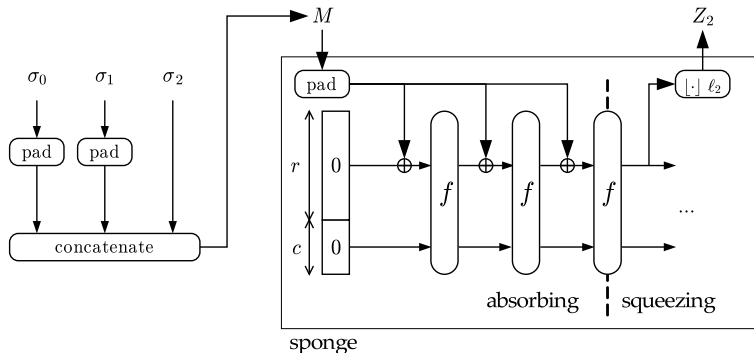 M Z₂
σ₀ σ₁ σ₂
pad ⌊·⌋ ℓ₂
pad pad
r 0
f f f
...
concatenate c 0
absorbing squeezing
sponge